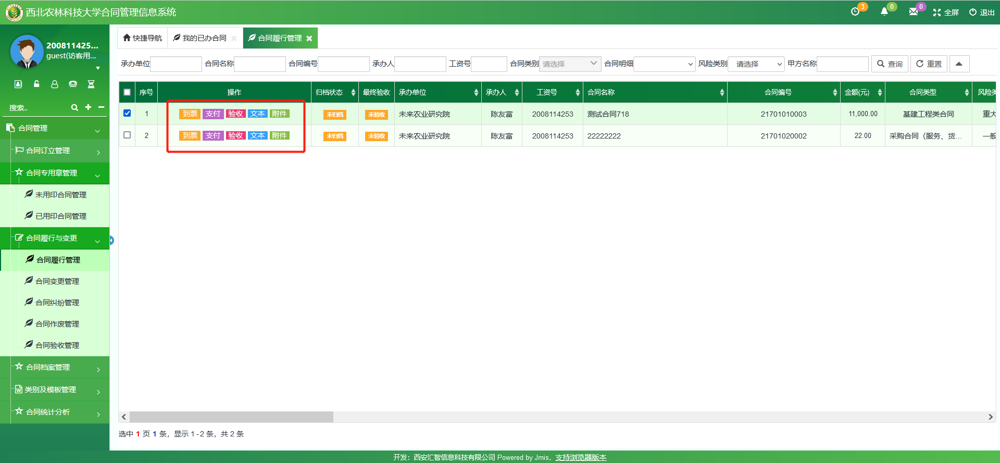 西北农林科技大学合同管理信息系统
3
0
0
全屏
退出
200811425...
guest(访客用...
搜索..
合同管理
合同订立管理
合同专用章管理
未用印合同管理
已用印合同管理
合同履行与变更
合同履行管理
合同变更管理
合同纠纷管理
合同作废管理
合同验收管理
合同档案管理
类别及模板管理
合同统计分析
快捷导航
我的已办合同
合同履行管理
承办单位
合同名称
合同编号
承办人
工资号
合同类别 请选择
合同明细
风险类别 请选择
甲方名称
查询
重置
序号 操作 归档状态 最终验收 承办单位 承办人 工资号 合同名称 合同编号 金额(元) 合同类型 风险类
1 到票 支付 验收 文本 附件 未归档 未验收 未来农业研究院 陈友富 2008114253 测试合同718 21701010003 11,000.00 基建工程类合同 重大
2 到票 支付 验收 文本 附件 未归档 未验收 未来农业研究院 陈友富 2008114253 22222222 21701020002 22.00 采购合同（服务、货... 一般
选中 1 页 1 条，显示 1 - 2 条，共 2 条
开发：西安汇智信息科技有限公司 Powered by Jmis，支持浏览器版本